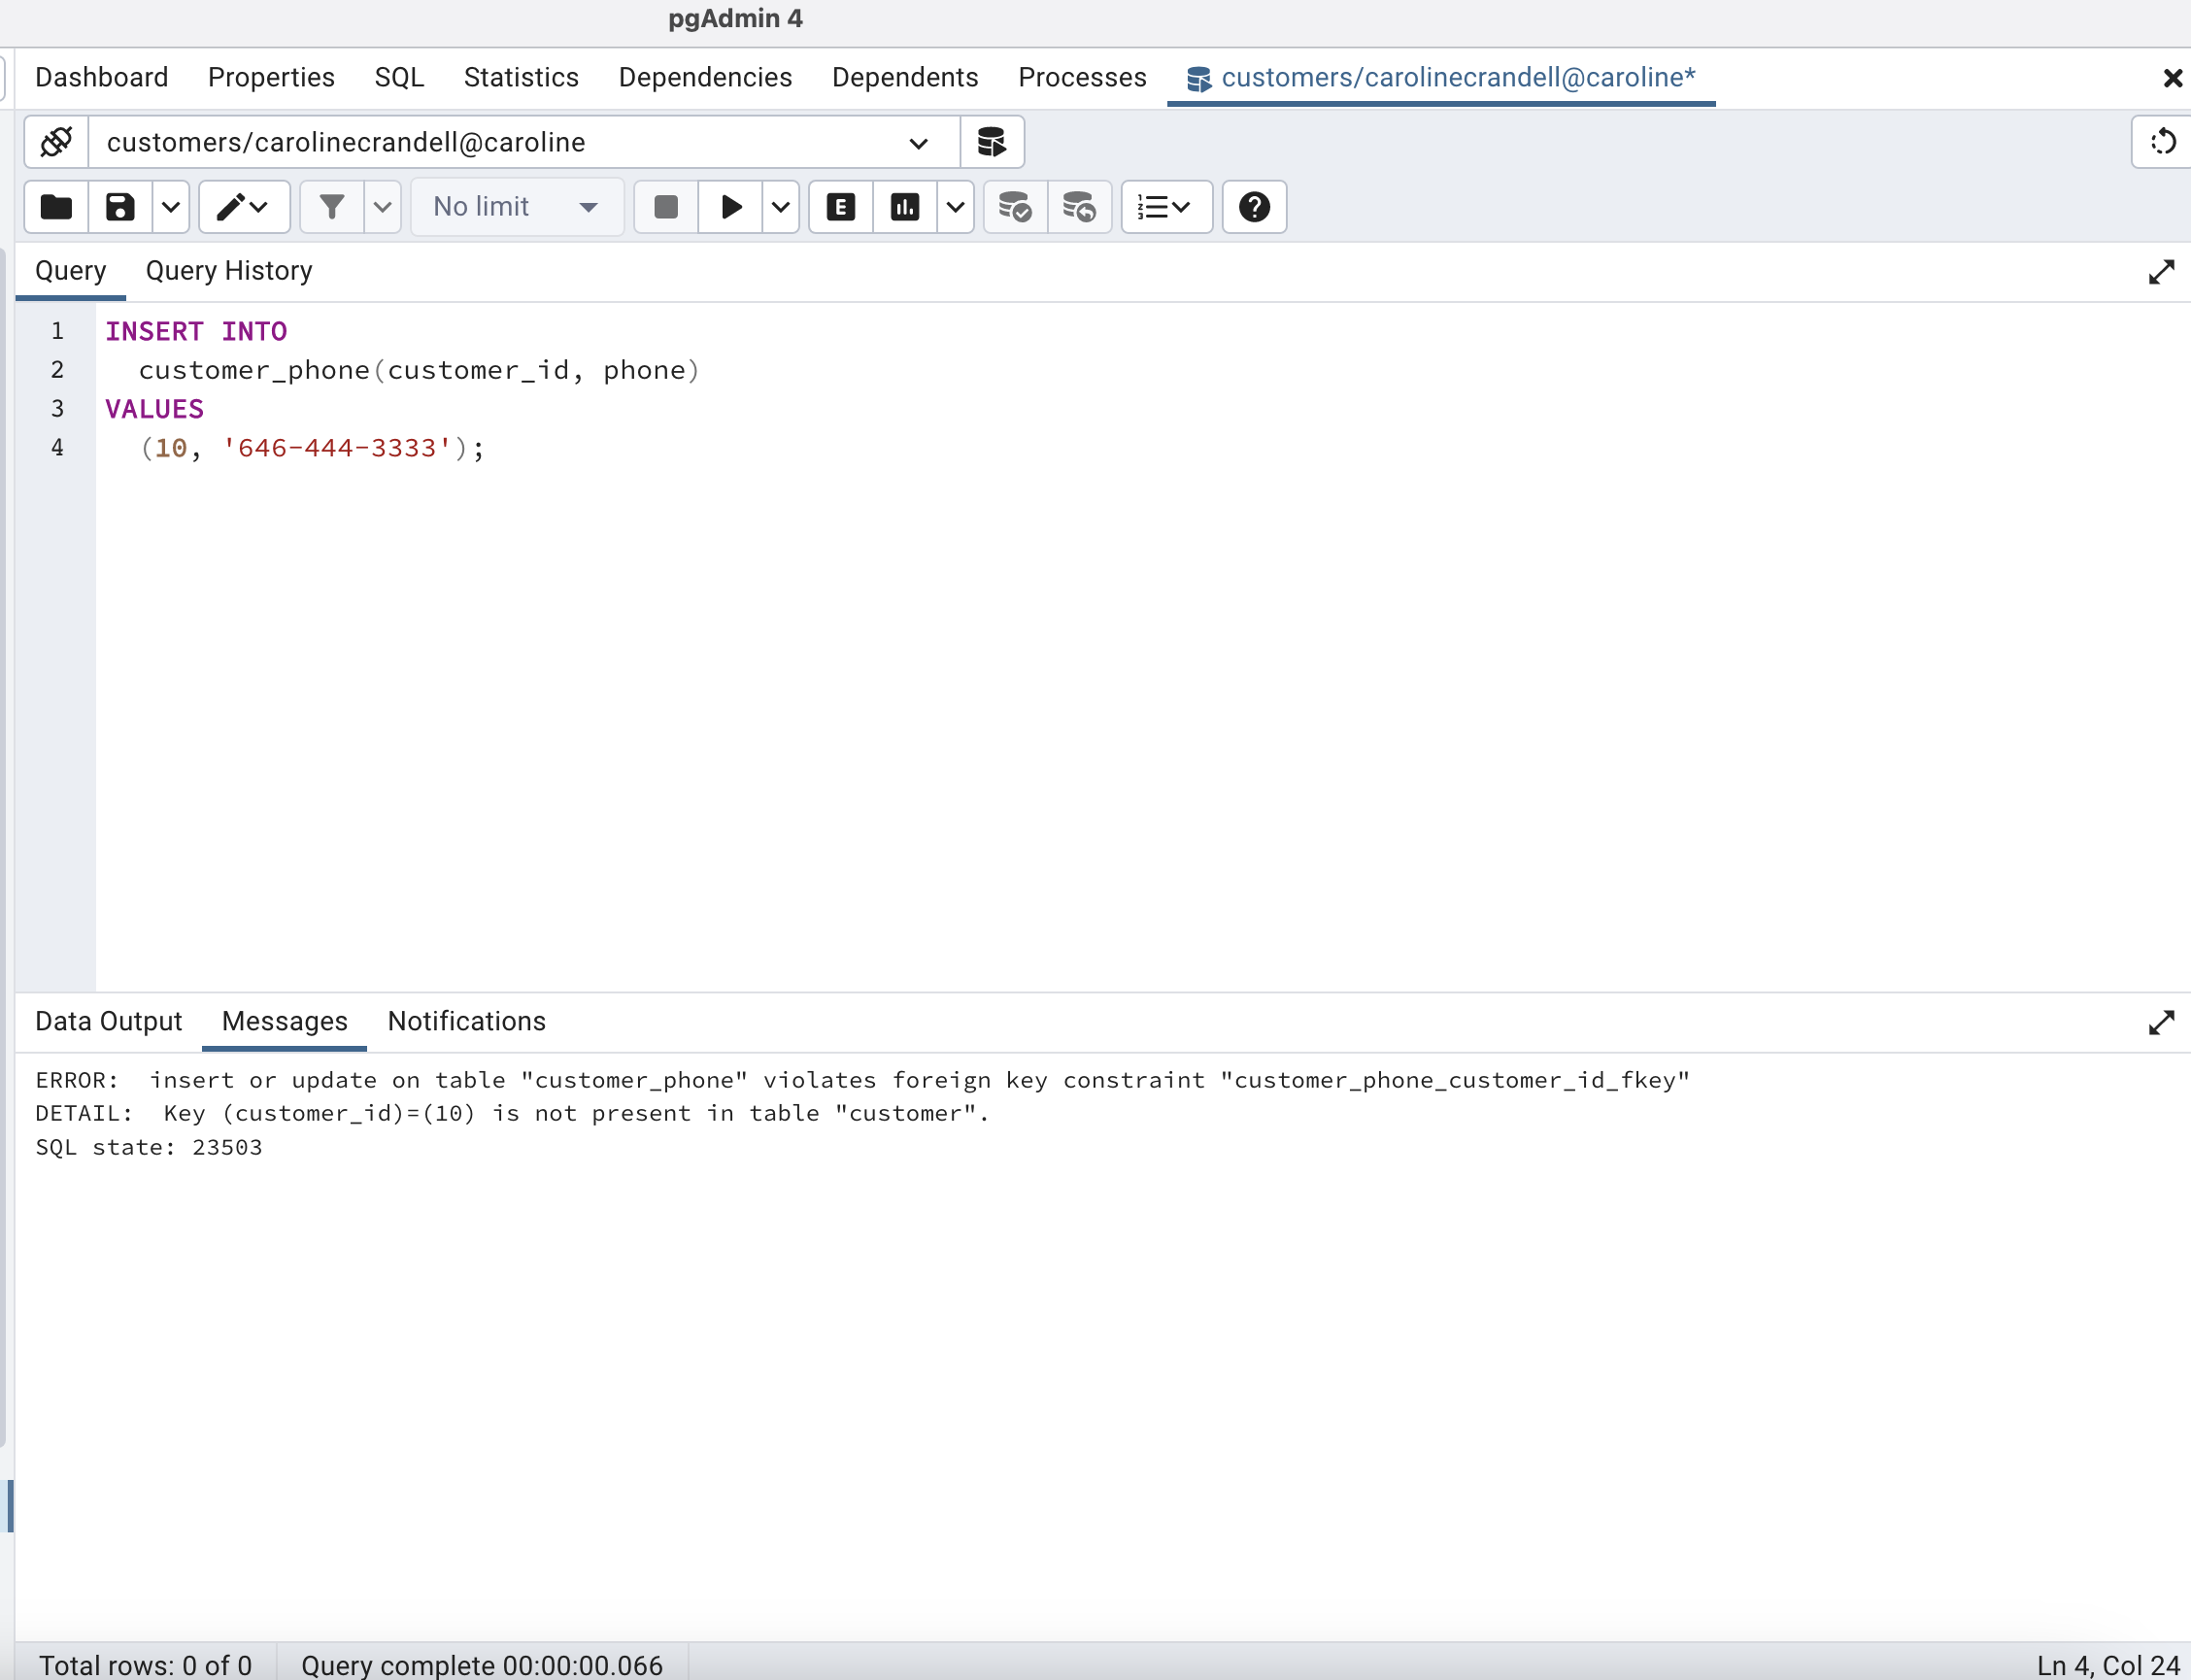 pgAdmin 4
Dashboard Properties SQL Statistics Dependencies Dependents Processes customers/carolinecrandell@caroline*
customers/carolinecrandell@caroline
No limit E
Query Query History
1 INSERT INTO
2 customer_phone(customer_id, phone)
3 VALUES
4 (10, '646-444-3333');
Data Output Messages Notifications
ERROR: insert or update on table "customer_phone" violates foreign key constraint "customer_phone_customer_id_fkey"
DETAIL: Key (customer_id)=(10) is not present in table "customer".
SQL state: 23503
Total rows: 0 of 0 Query complete 00:00:00.066 Ln 4, Col 24